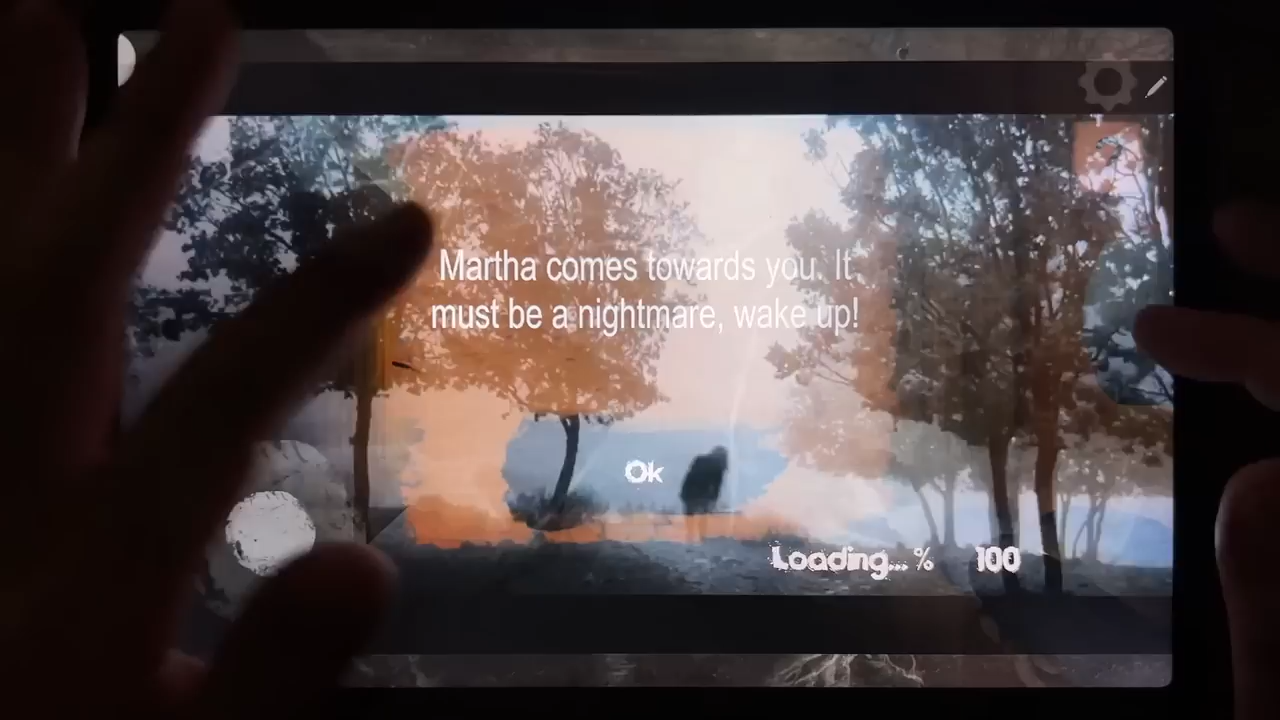 Martha comes towards you. It
must be a nightmare, wake up!
Ok
Loading... % 100